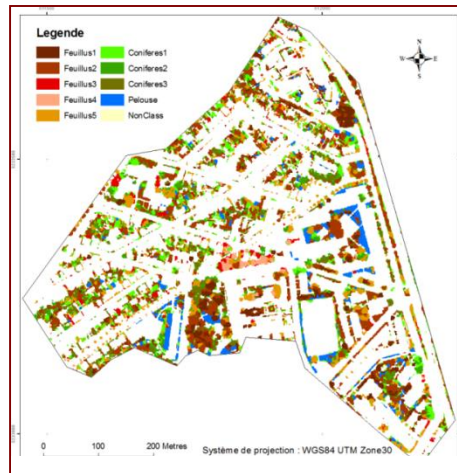 Legende
Feuillus1 Coniferes1
Feuillus2 Coniferes2
Feuillus3 Coniferes3
Feuillus4 Pelouse
Feuillus5 NonClass
N
W E
S
0 100 200 Metres
Système de projection : WGS84 UTM Zone30